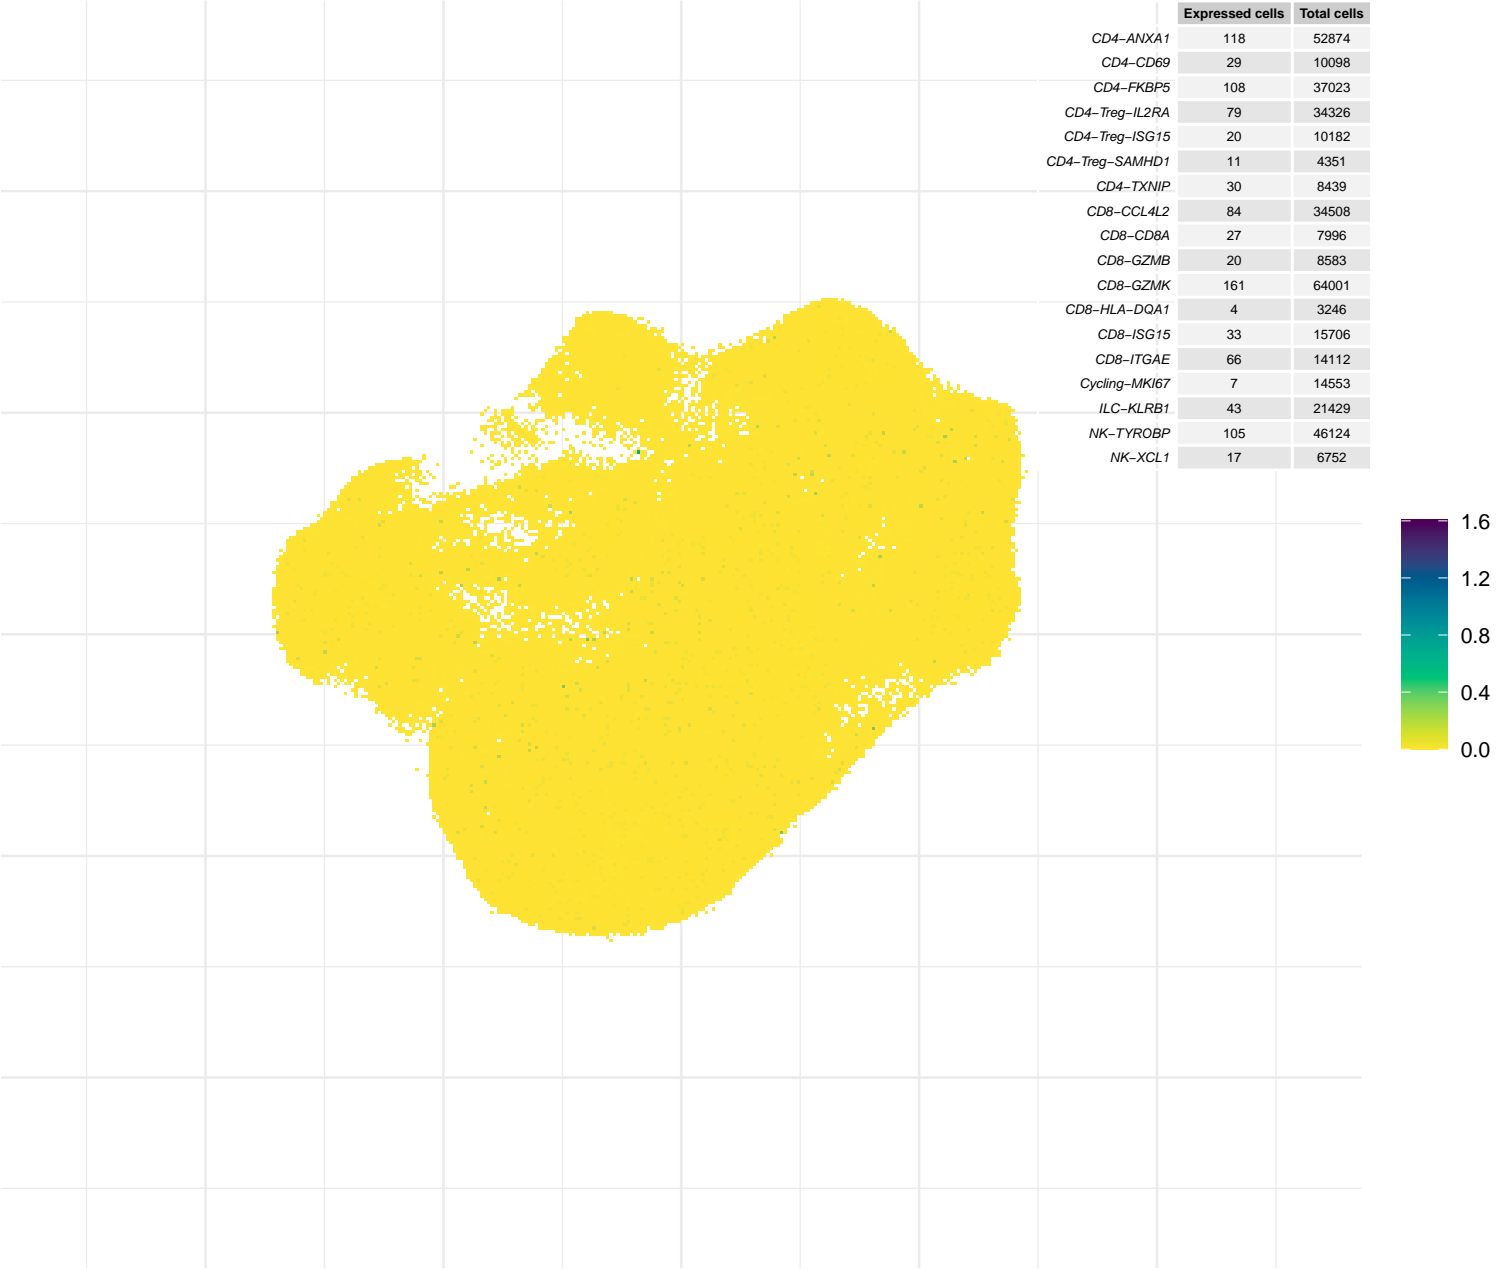 Expressed cells Total cells
CD4−ANXA1 118 52874
CD4−CD69 29 10098
CD4−FKBP5 108 37023
CD4−Treg−IL2RA 79 34326
CD4−Treg−ISG15 20 10182
CD4−Treg−SAMHD1 11 4351
CD4−TXNIP 30 8439
CD8−CCL4L2 84 34508
CD8−CD8A 27 7996
CD8−GZMB 20 8583
CD8−GZMK 161 64001
CD8−HLA−DQA1 4 3246
CD8−ISG15 33 15706
CD8−ITGAE 66 14112
Cycling−MKI67 7 14553
ILC−KLRB1 43 21429
NK−TYROBP 105 46124
NK−XCL1 17 6752
1.6
1.2
0.8
0.4
0.0